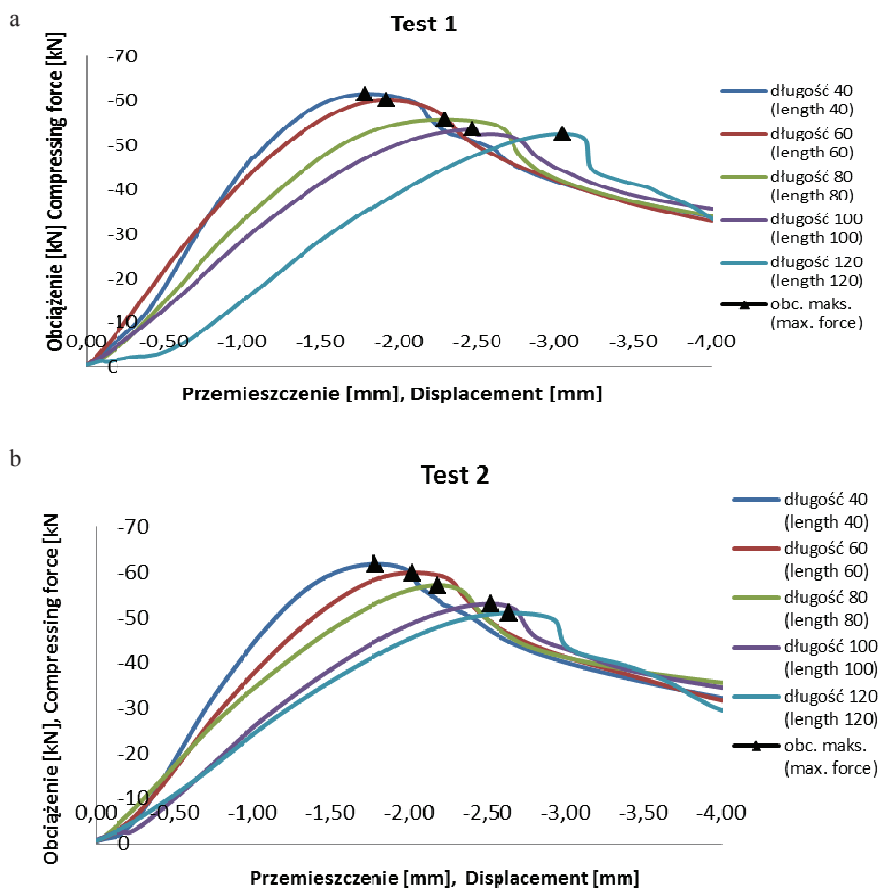 a
Test 1
Obciążenie [kN] Compressing force [kN]
-70
-60
-50
-40
-30
-20
-10
0
0,00 -0,50 -1,00 -1,50 -2,00 -2,50 -3,00 -3,50 -4,00
Przemieszczenie [mm], Displacement [mm]
długość 40
(length 40)
długość 60
(length 60)
długość 80
(length 80)
długość 100
(length 100)
długość 120
(length 120)
obc. maks.
(max. force)
b
Test 2
Obciążenie [kN], Compressing force [kN
-70
-60
-50
-40
-30
-20
-10
0
0,00 -0,50 -1,00 -1,50 -2,00 -2,50 -3,00 -3,50 -4,00
Przemieszczenie [mm], Displacement [mm]
długość 40
(length 40)
długość 60
(length 60)
długość 80
(length 80)
długość 100
(length 100)
długość 120
(length 120)
obc. maks.
(max. force)